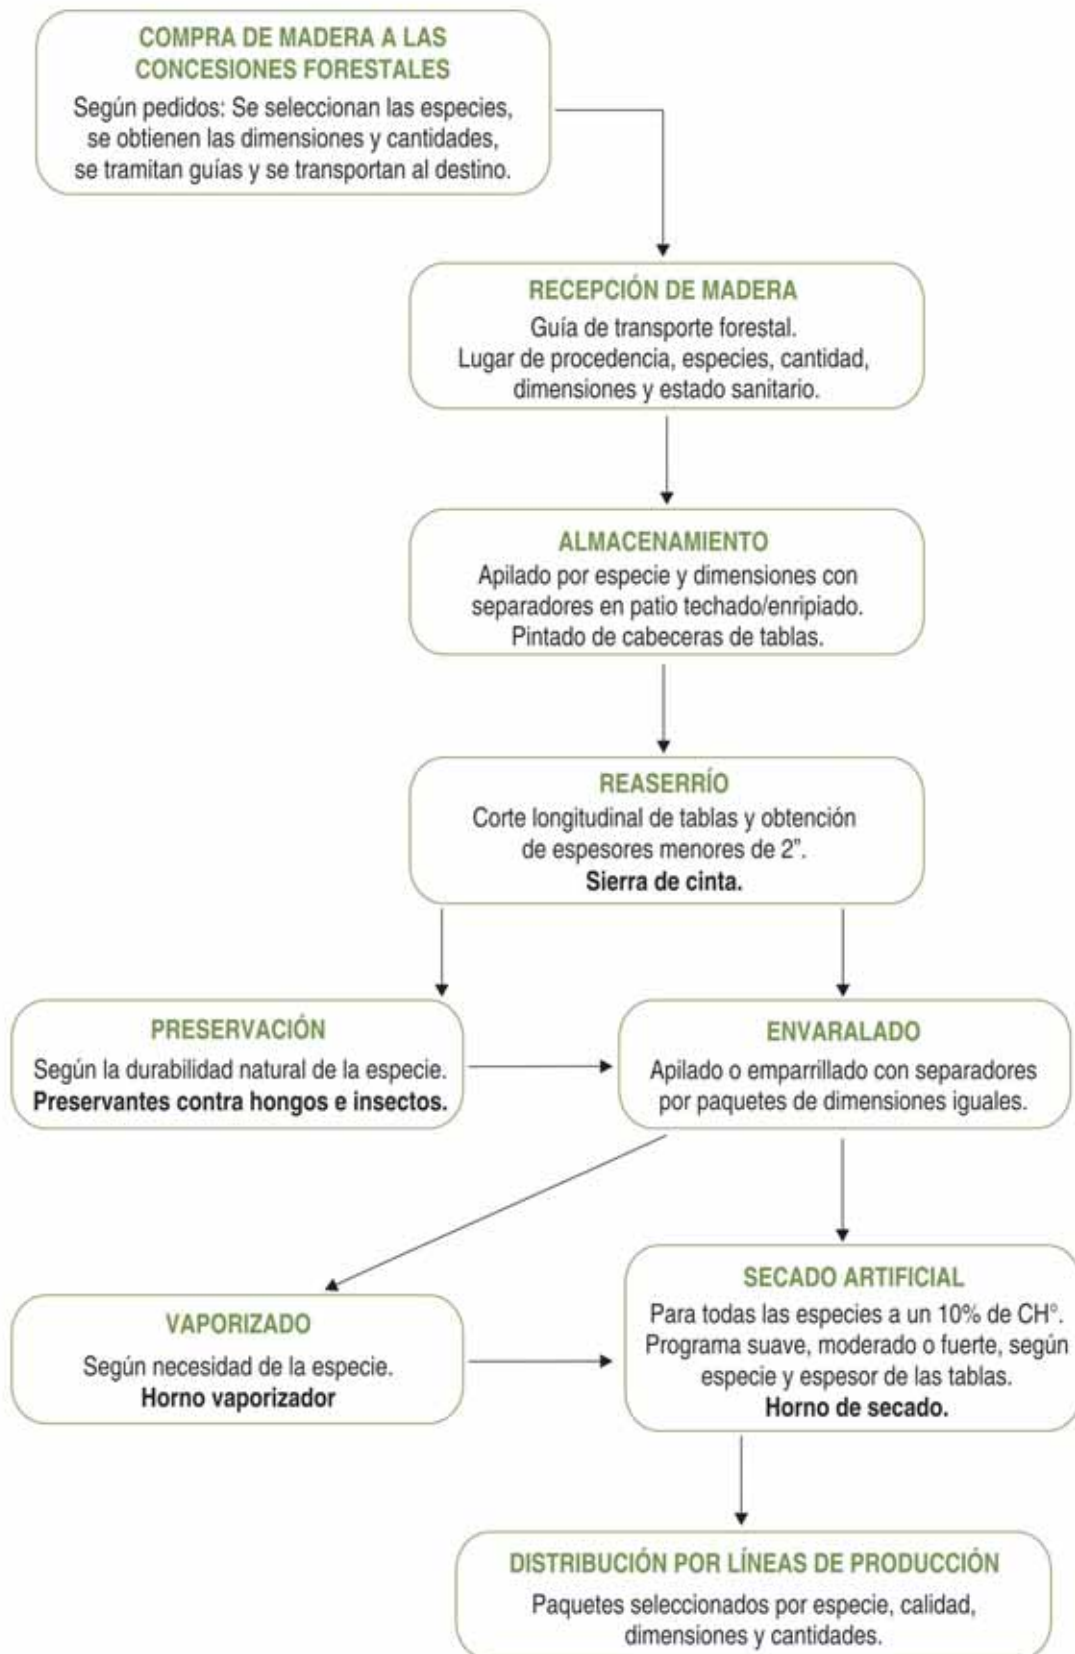 COMPRA DE MADERA A LAS
CONCESIONES FORESTALES
Según pedidos: Se seleccionan las especies,
se obtienen las dimensiones y cantidades,
se tramitan guías y se transportan al destino.
RECEPCIÓN DE MADERA
Guía de transporte forestal.
Lugar de procedencia, especies, cantidad,
dimensiones y estado sanitario.
ALMACENAMIENTO
Apilado por especie y dimensiones con
separadores en patio techado/enripiado.
Pintado de cabeceras de tablas.
REASERRÍO
Corte longitudinal de tablas y obtención
de espesores menores de 2”.
Sierra de cinta.
PRESERVACIÓN
Según la durabilidad natural de la especie.
Preservantes contra hongos e insectos.
ENVARALADO
Apilado o emparrillado con separadores
por paquetes de dimensiones iguales.
VAPORIZADO
Según necesidad de la especie.
Horno vaporizador
SECADO ARTIFICIAL
Para todas las especies a un 10% de CH°.
Programa suave, moderado o fuerte, según
especie y espesor de las tablas.
Horno de secado.
DISTRIBUCIÓN POR LÍNEAS DE PRODUCCIÓN
Paquetes seleccionados por especie, calidad,
dimensiones y cantidades.